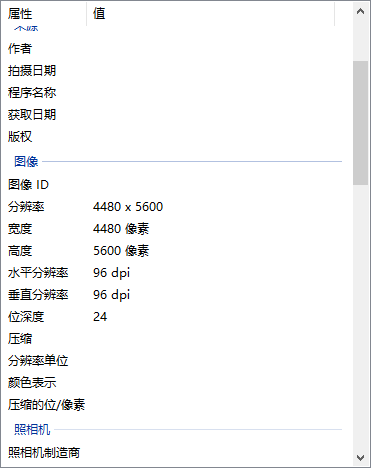 属性 值
来源
作者
拍摄日期
程序名称
获取日期
版权
图像
图像 ID
分辨率 4480 x 5600
宽度 4480 像素
高度 5600 像素
水平分辨率 96 dpi
垂直分辨率 96 dpi
位深度 24
压缩
分辨率单位
颜色表示
压缩的位/像素
照相机
照相机制造商